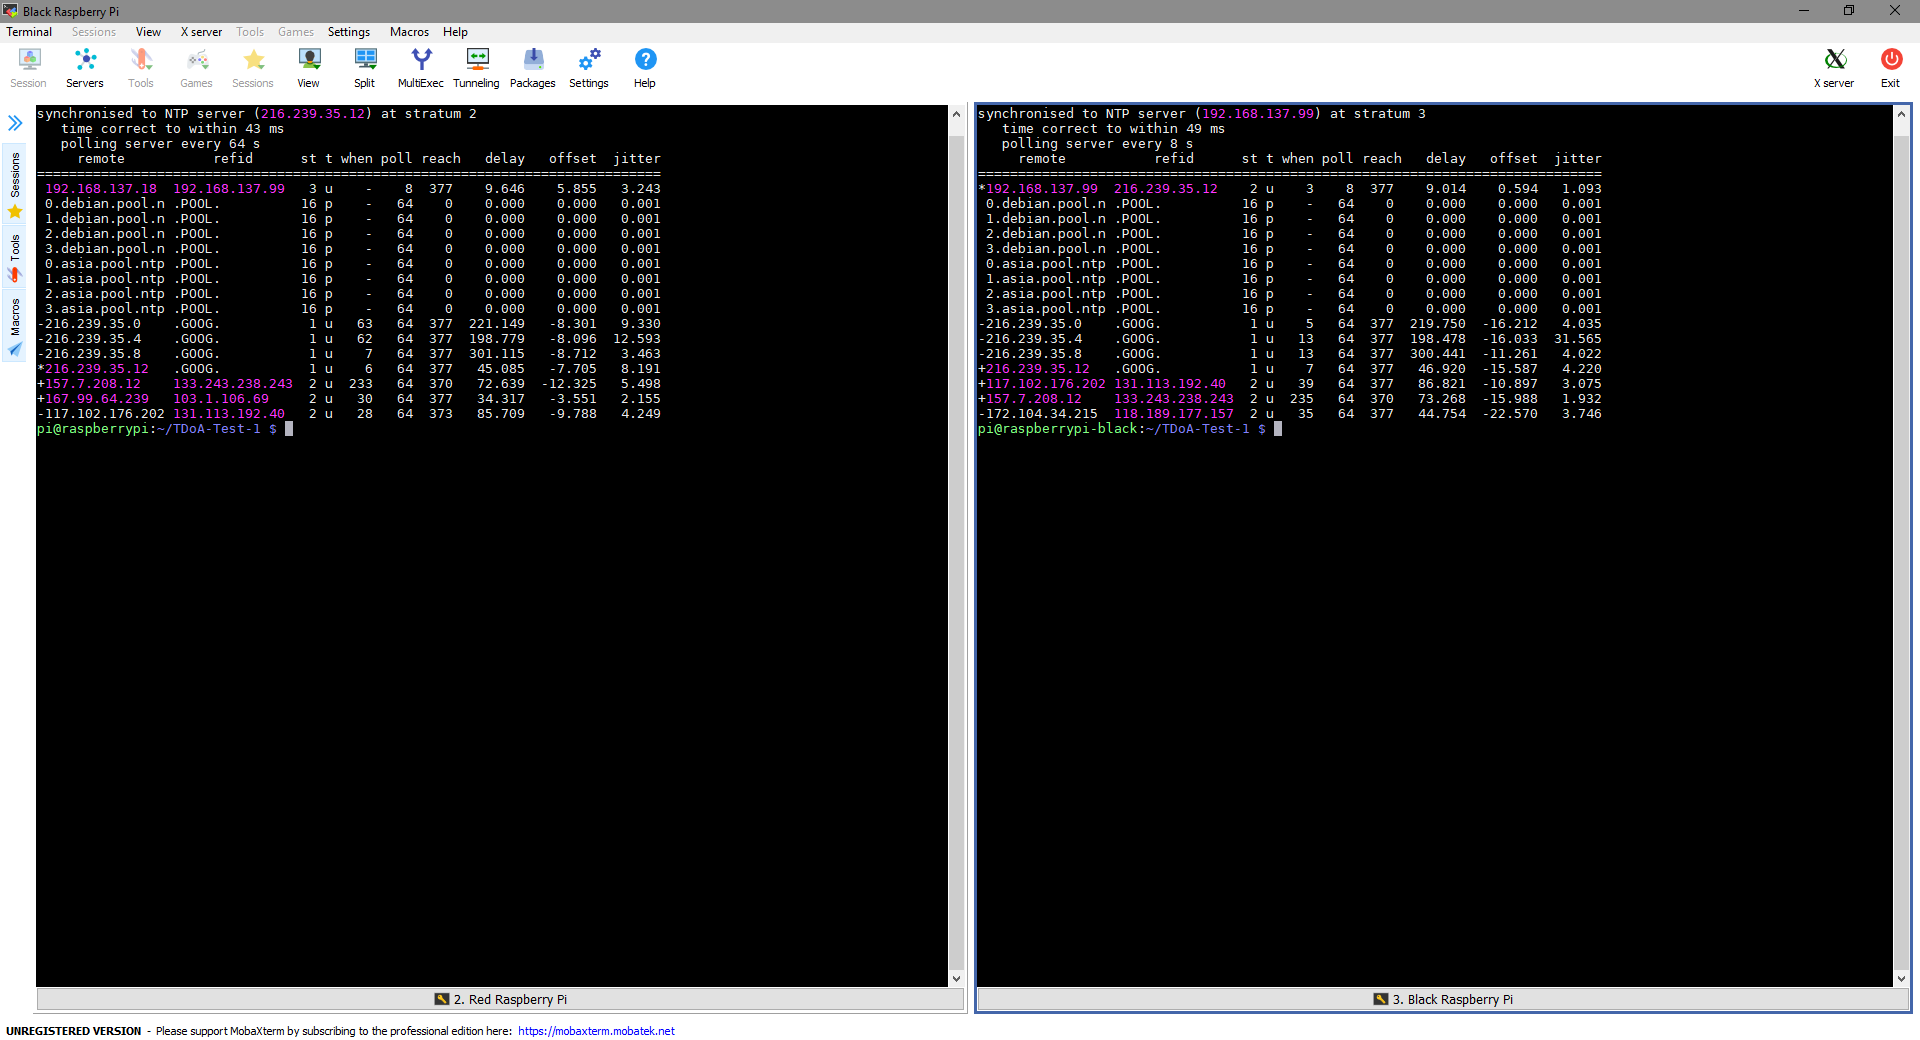 Black Raspberry Pi
Terminal Sessions View X server Tools Games Settings Macros Help
Session Servers Tools Games Sessions View Split MultiExec Tunneling Packages Settings Help X server Exit
Sessions
Tools
Macros
synchronised to NTP server (216.239.35.12) at stratum 2
time correct to within 43 ms
polling server every 64 s
remote refid st t when poll reach delay offset jitter
==============================================================================
192.168.137.18 192.168.137.99 3 u - 8 377 9.646 5.855 3.243
0.debian.pool.n .POOL. 16 p - 64 0 0.000 0.000 0.001
1.debian.pool.n .POOL. 16 p - 64 0 0.000 0.000 0.001
2.debian.pool.n .POOL. 16 p - 64 0 0.000 0.000 0.001
3.debian.pool.n .POOL. 16 p - 64 0 0.000 0.000 0.001
0.asia.pool.ntp .POOL. 16 p - 64 0 0.000 0.000 0.001
1.asia.pool.ntp .POOL. 16 p - 64 0 0.000 0.000 0.001
2.asia.pool.ntp .POOL. 16 p - 64 0 0.000 0.000 0.001
3.asia.pool.ntp .POOL. 16 p - 64 0 0.000 0.000 0.001
-216.239.35.0 .GOOG. 1 u 63 64 377 221.149 -8.301 9.330
-216.239.35.4 .GOOG. 1 u 62 64 377 198.779 -8.096 12.593
-216.239.35.8 .GOOG. 1 u 7 64 377 301.115 -8.712 3.463
*216.239.35.12 .GOOG. 1 u 6 64 377 45.085 -7.705 8.191
+157.7.208.12 133.243.238.243 2 u 233 64 370 72.639 -12.325 5.498
+167.99.64.239 103.1.106.69 2 u 30 64 377 34.317 -3.551 2.155
-117.102.176.202 131.113.192.40 2 u 28 64 373 85.709 -9.788 4.249
pi@raspberrypi:~/TDoA-Test-1 $
2. Red Raspberry Pi
synchronised to NTP server (192.168.137.99) at stratum 3
time correct to within 49 ms
polling server every 8 s
remote refid st t when poll reach delay offset jitter
==============================================================================
*192.168.137.99 216.239.35.12 2 u 3 8 377 9.014 0.594 1.093
0.debian.pool.n .POOL. 16 p - 64 0 0.000 0.000 0.001
1.debian.pool.n .POOL. 16 p - 64 0 0.000 0.000 0.001
2.debian.pool.n .POOL. 16 p - 64 0 0.000 0.000 0.001
3.debian.pool.n .POOL. 16 p - 64 0 0.000 0.000 0.001
0.asia.pool.ntp .POOL. 16 p - 64 0 0.000 0.000 0.001
1.asia.pool.ntp .POOL. 16 p - 64 0 0.000 0.000 0.001
2.asia.pool.ntp .POOL. 16 p - 64 0 0.000 0.000 0.001
3.asia.pool.ntp .POOL. 16 p - 64 0 0.000 0.000 0.001
-216.239.35.0 .GOOG. 1 u 5 64 377 219.750 -16.212 4.035
-216.239.35.4 .GOOG. 1 u 13 64 377 198.478 -16.033 31.565
-216.239.35.8 .GOOG. 1 u 13 64 377 300.441 -11.261 4.022
+216.239.35.12 .GOOG. 1 u 7 64 377 46.920 -15.587 4.220
+117.102.176.202 131.113.192.40 2 u 39 64 377 86.821 -10.897 3.075
+157.7.208.12 133.243.238.243 2 u 235 64 370 73.268 -15.988 1.932
-172.104.34.215 118.189.177.157 2 u 35 64 377 44.754 -22.570 3.746
pi@raspberrypi-black:~/TDoA-Test-1 $
3. Black Raspberry Pi
UNREGISTERED VERSION - Please support MobaXterm by subscribing to the professional edition here: https://mobaxterm.mobatek.net